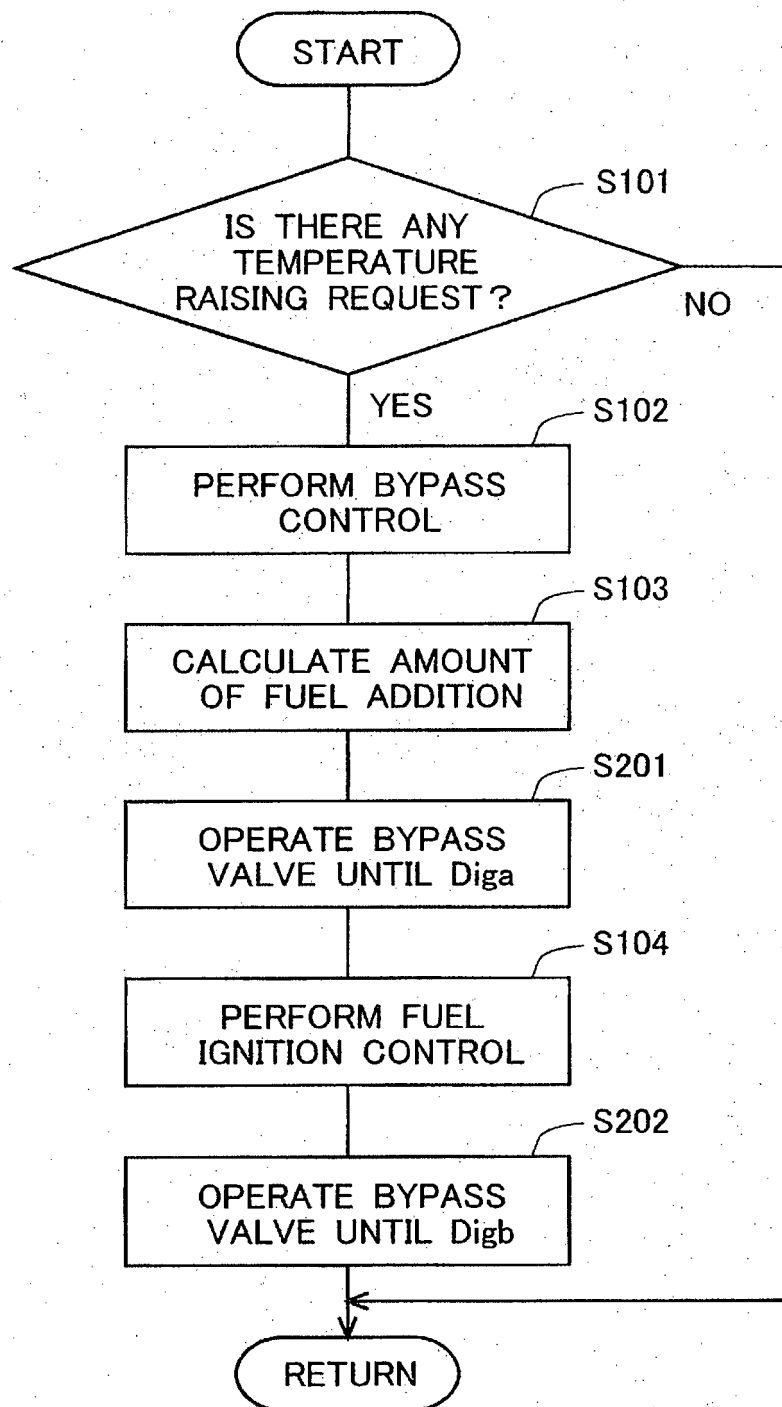 START
S101
IS THERE ANY
TEMPERATURE
RAISING REQUEST?
NO
YES
S102
PERFORM BYPASS
CONTROL
S103
CALCULATE AMOUNT
OF FUEL ADDITION
S201
OPERATE BYPASS
VALVE UNTIL Diga
S104
PERFORM FUEL
IGNITION CONTROL
S202
OPERATE BYPASS
VALVE UNTIL Digb
RETURN